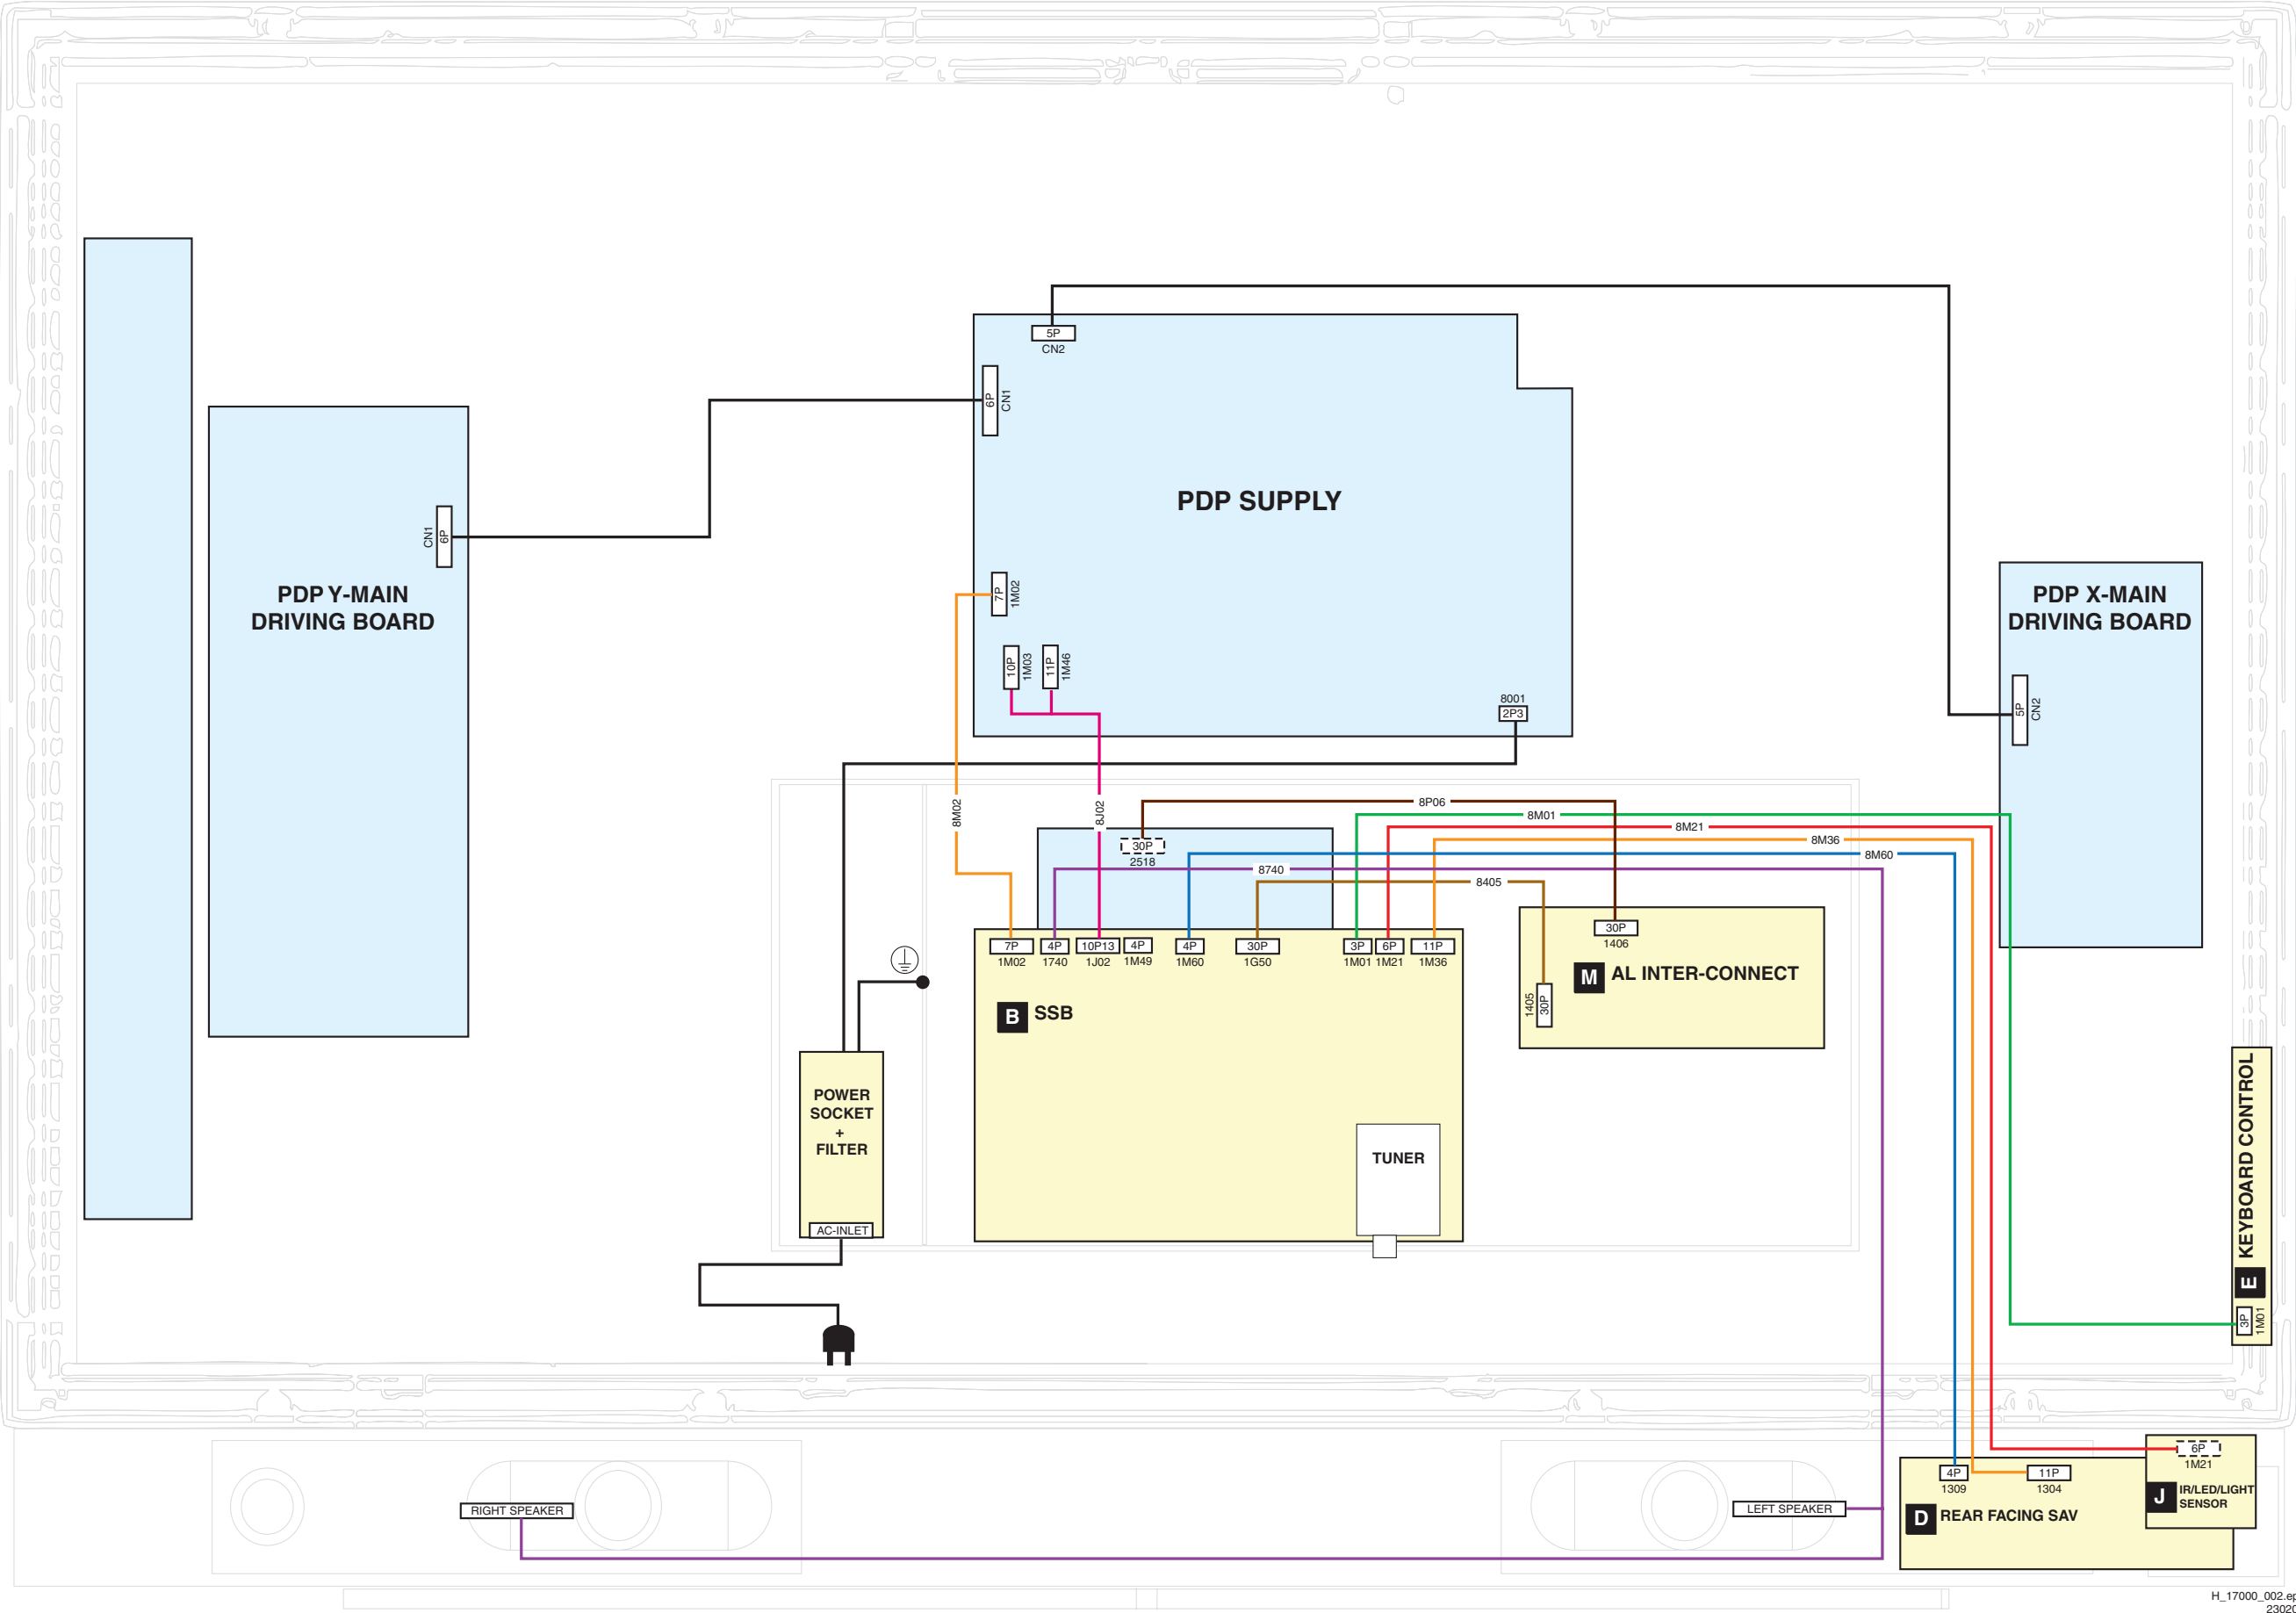 5P
CN2
6P
CN1
PDP SUPPLY
CN1
6P
PDP Y-MAIN
DRIVING BOARD
7P
1M02
PDP X-MAIN
DRIVING BOARD
10P
1M03
11P
1M46
8001
2P3
5P
CN2
8M02
8J02
8P06
8M01
8M21
8M36
8M60
8740
8405
30P
2518
7P
1M02
4P
1740
10P13
1J02
4P
1M49
4P
1M60
30P
1G50
3P
1M01
6P
1M21
11P
1M36
30P
1406
M AL INTER-CONNECT
1405
30P
B SSB
POWER
SOCKET
+
FILTER
AC-INLET
TUNER
KEYBOARD CONTROL
E
3P
1M01
6P
1M21
J IR/LED/LIGHT
SENSOR
4P
1309
11P
1304
D REAR FACING SAV
RIGHT SPEAKER
LEFT SPEAKER
H_17000_002.ep
2302